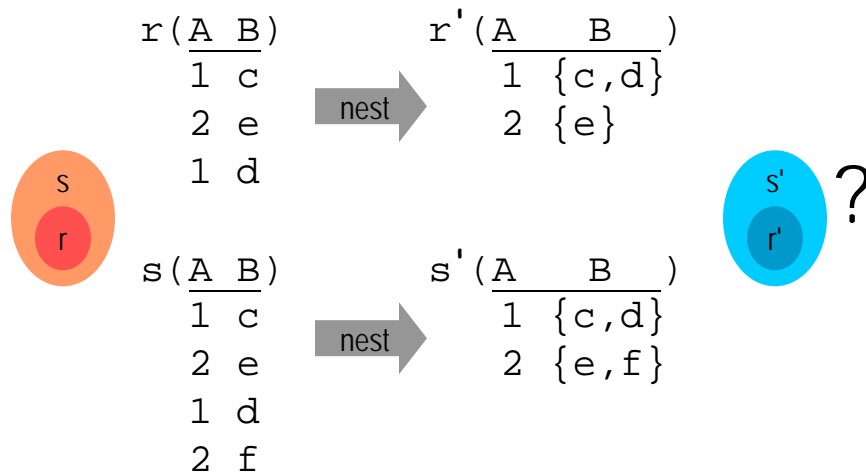 r(A B) r'(A B )
1 c 1 {c,d}
nest
2 e 2 {e}
1 d
s
r
s'
r'
?
s(A B) s'(A B )
1 c 1 {c,d}
nest
2 e 2 {e,f}
1 d
2 f